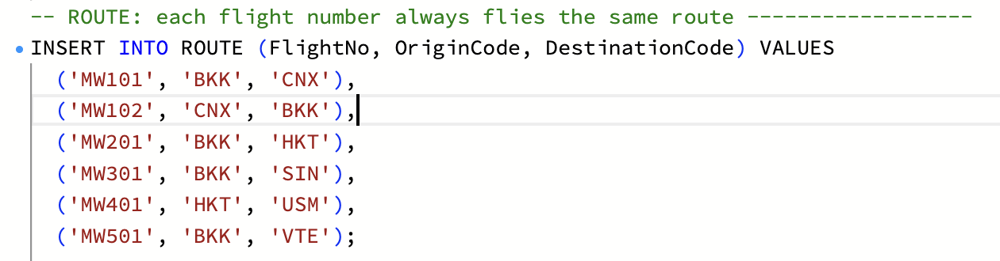 -- ROUTE: each flight number always flies the same route ------------------
INSERT INTO ROUTE (FlightNo, OriginCode, DestinationCode) VALUES
('MW101', 'BKK', 'CNX'),
('MW102', 'CNX', 'BKK'),
('MW201', 'BKK', 'HKT'),
('MW301', 'BKK', 'SIN'),
('MW401', 'HKT', 'USM'),
('MW501', 'BKK', 'VTE');